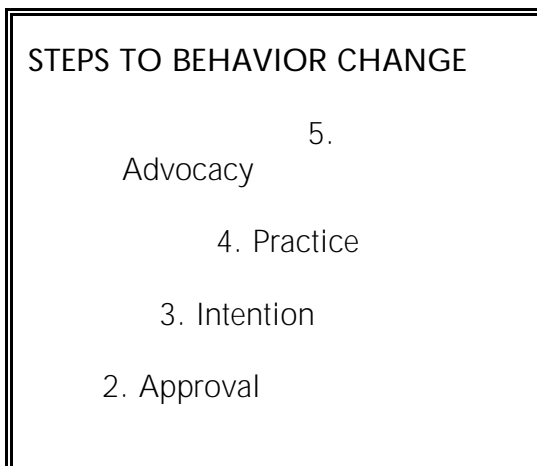 STEPS TO BEHAVIOR CHANGE
5.
Advocacy
4. Practice
3. Intention
2. Approval